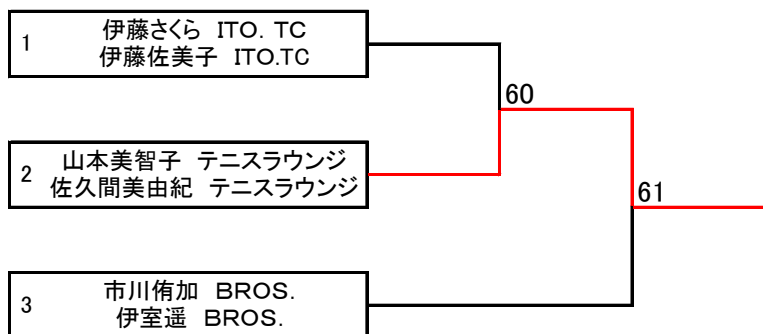 1
伊藤さくら ITO. TC
伊藤佐美子 ITO.TC
60
2
山本美智子 テニスラウンジ
佐久間美由紀 テニスラウンジ
61
3
市川侑加 BROS.
伊室遥 BROS.